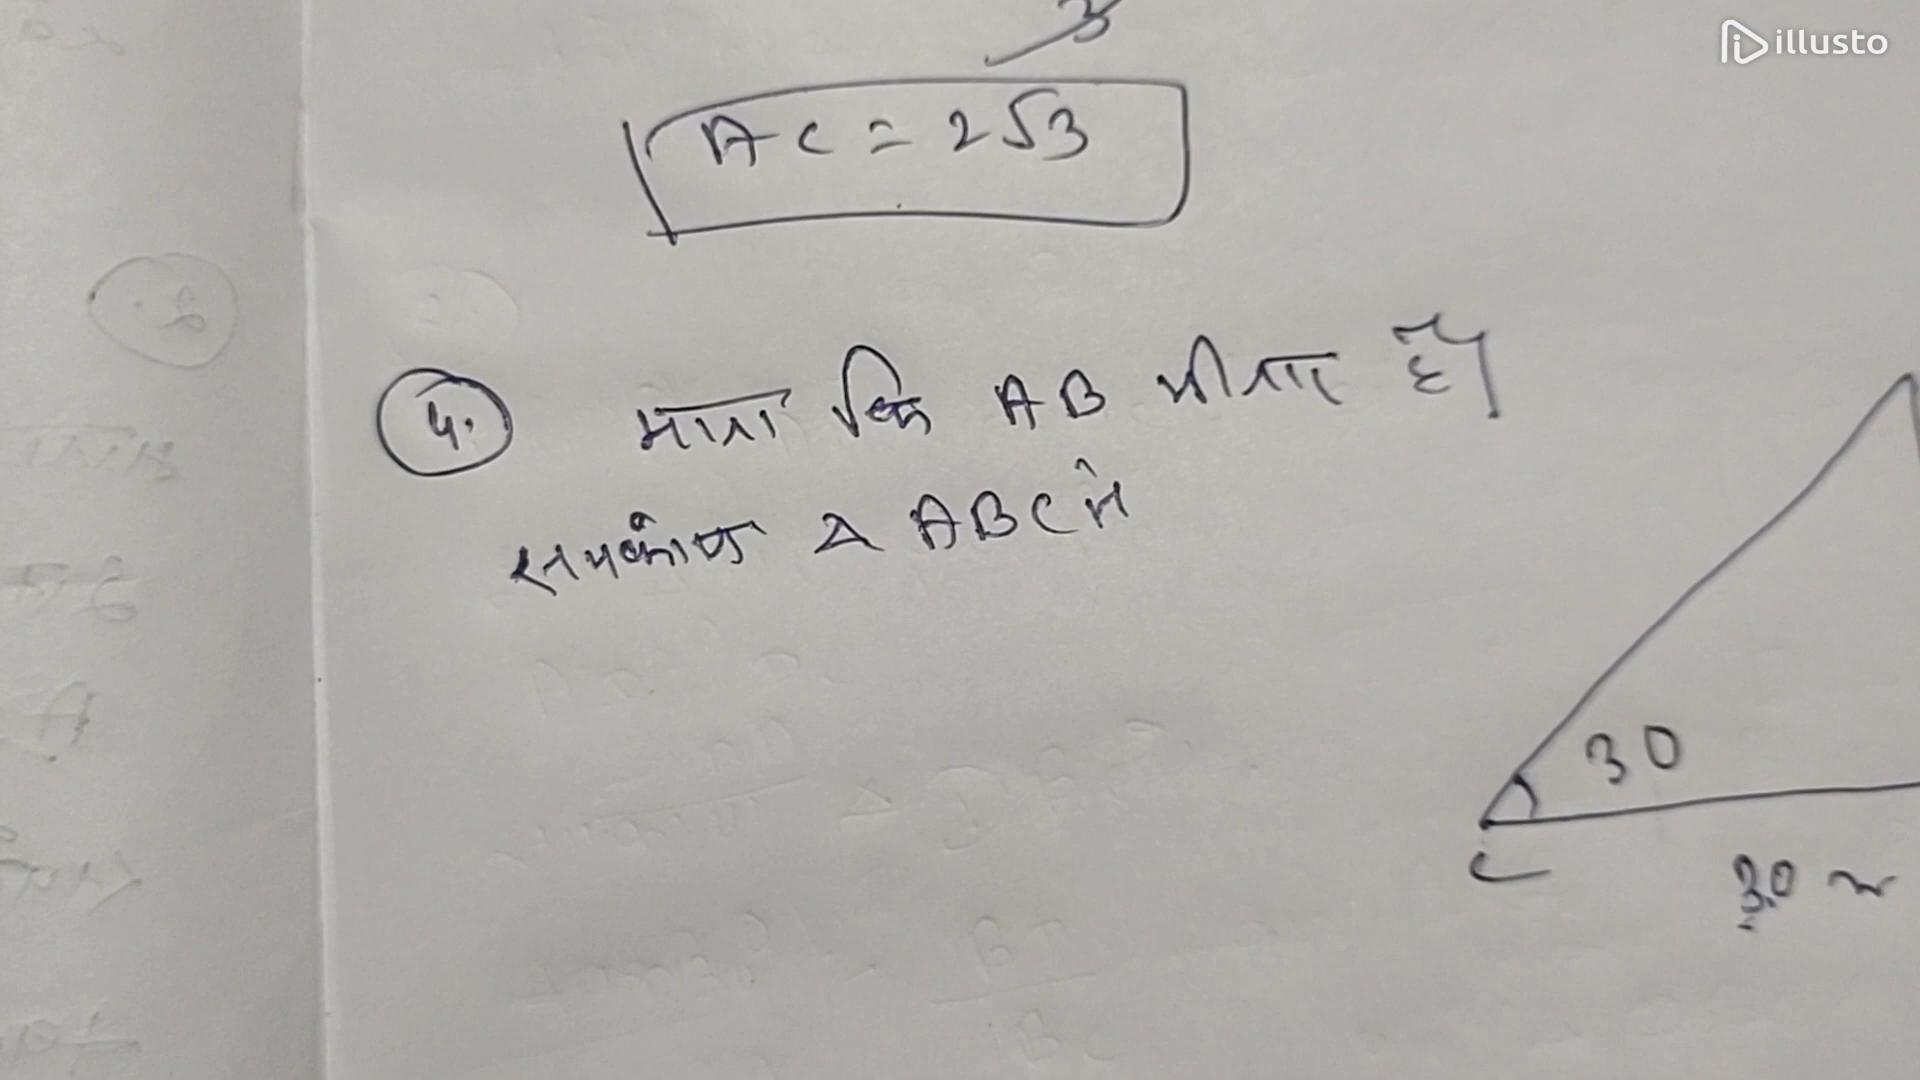 illusto
AC = 2√3
4. माना कि AB मीनार है।
समकोण △ ABC में
30
C
30 m